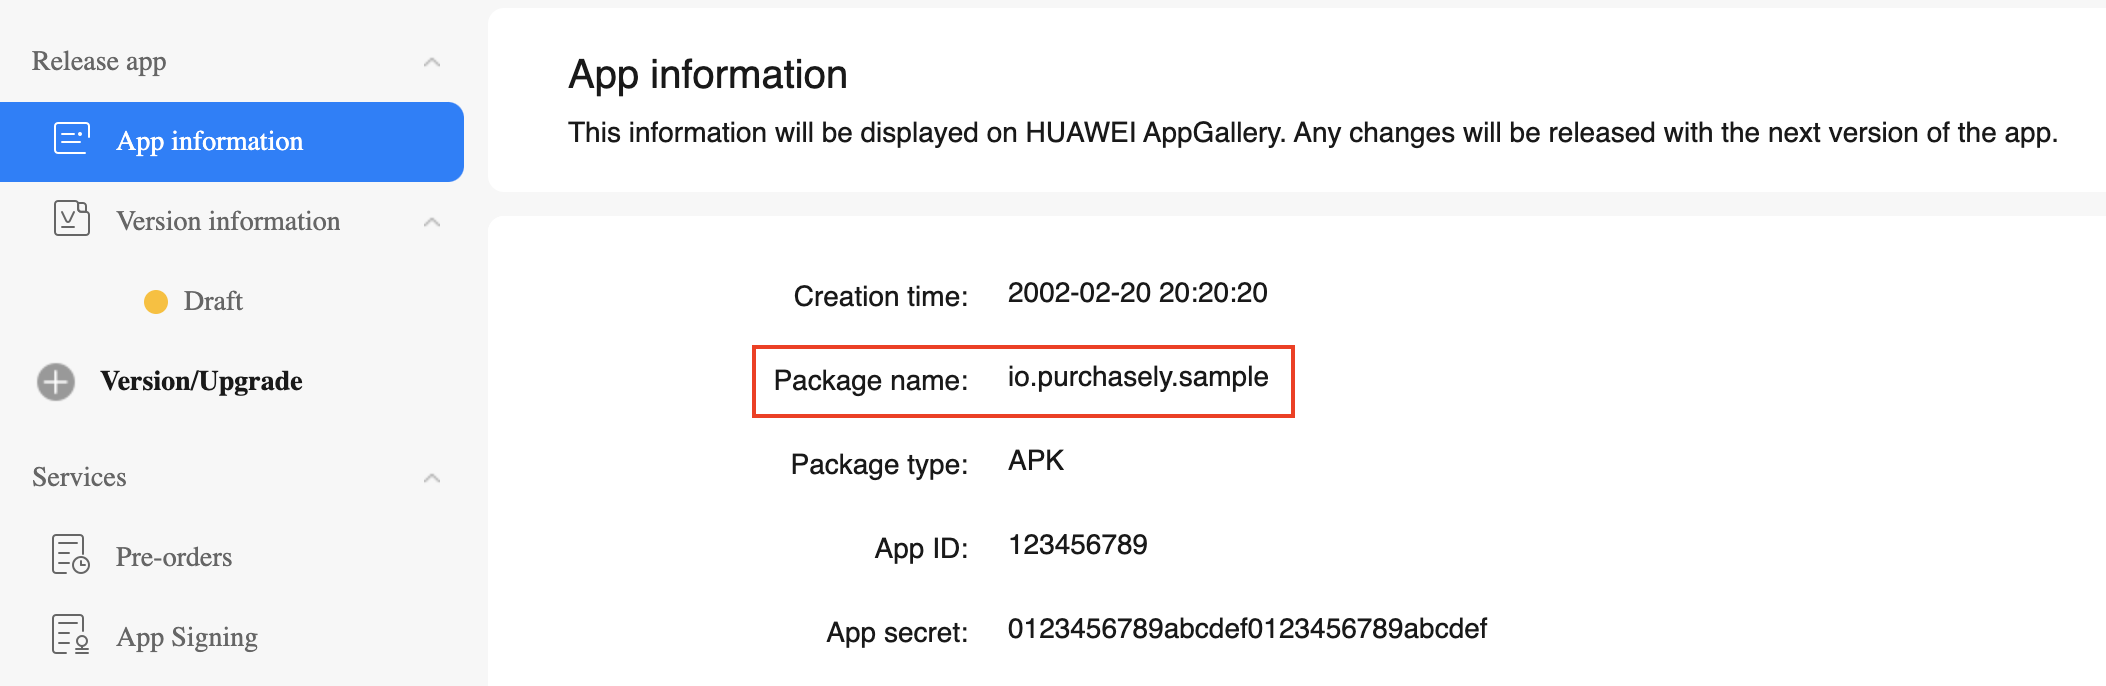 Release app
App information
Version information
Draft
Version/Upgrade
Services
Pre-orders
App Signing
App information
This information will be displayed on HUAWEI AppGallery. Any changes will be released with the next version of the app.
Creation time: 2002-02-20 20:20:20
Package name: io.purchasely.sample
Package type: APK
App ID: 123456789
App secret: 0123456789abcdef0123456789abcdef